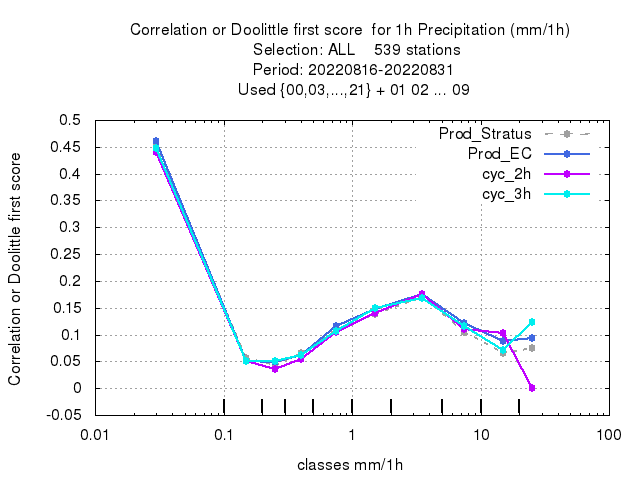 Correlation or Doolittle first score  for 1h Precipitation (mm/1h)
Selection: ALL    539 stations
Period: 20220816-20220831
Used {00,03,...,21} + 01 02 ... 09
Correlation or Doolittle first score
0.5
0.45
0.4
0.35
0.3
0.25
0.2
0.15
0.1
0.05
0
-0.05
Prod_Stratus
Prod_EC
cyc_2h
cyc_3h
0.01 0.1 1 10 100
classes mm/1h